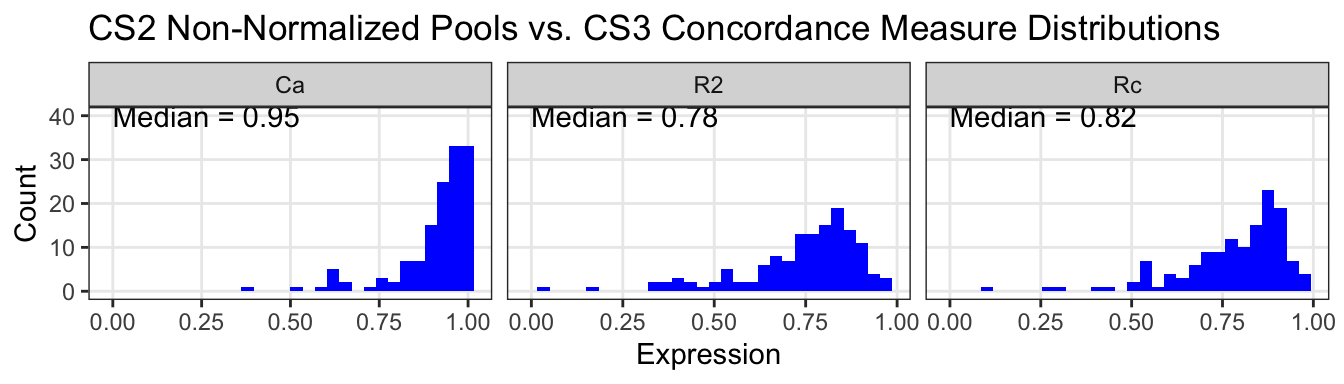 CS2 Non-Normalized Pools vs. CS3 Concordance Measure Distributions
Ca
R2
Rc
Median = 0.95
Median = 0.78
Median = 0.82
Count
40
30
20
10
0
0.00 0.25 0.50 0.75 1.00
0.00 0.25 0.50 0.75 1.00
0.00 0.25 0.50 0.75 1.00
Expression